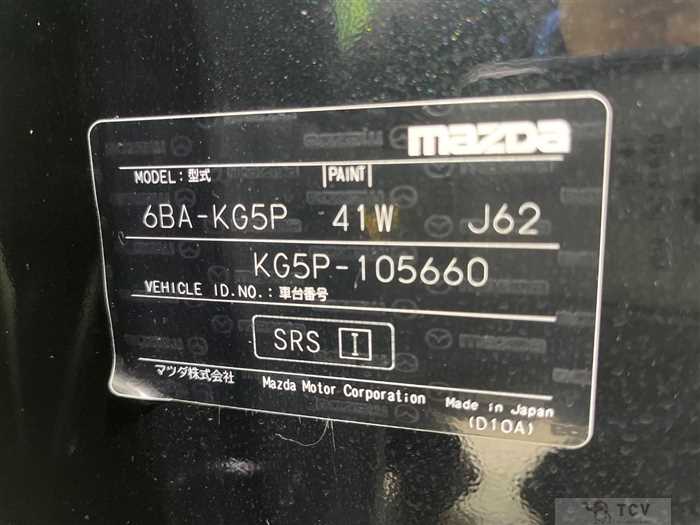 mazda
MODEL:型式 PAINT
6BA-KG5P 41W J62
KG5P-105660
VEHICLE ID.NO.:車台番号
SRS I
マツダ株式会社 Mazda Motor Corporation Made in Japan
(D10A)
TCV